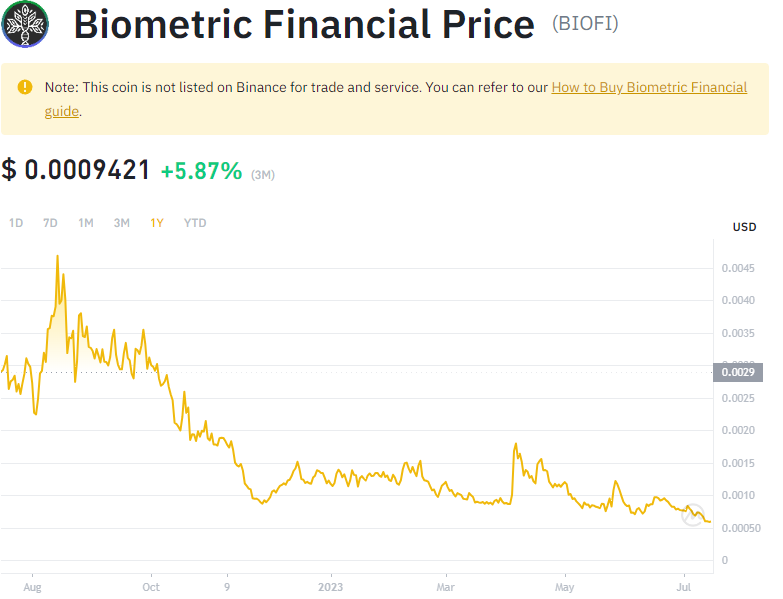 Biometric Financial Price (BIOFI)
Note: This coin is not listed on Binance for trade and service. You can refer to our How to Buy Biometric Financial
guide.
$ 0.0009421 +5.87% (3M)
1D 7D 1M 3M 1Y YTD
USD
0.0045
0.0040
0.0035
0.0029
0.0025
0.0020
0.0015
0.0010
0.00050
0
Aug Oct 9 2023 Mar May Jul